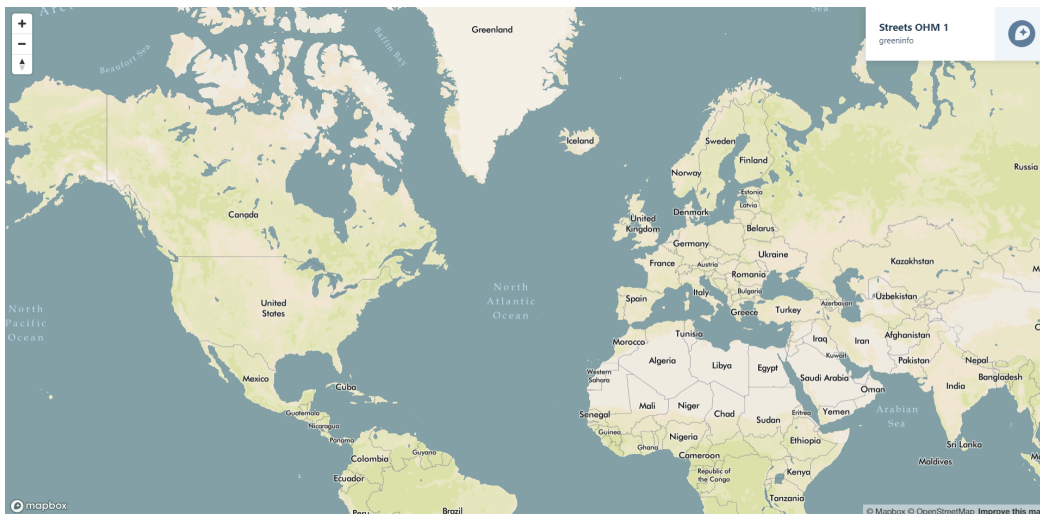 Beaufort Sea
Baffin Bay
Greenland
Sea
Streets OHM 1
greeninfo
Iceland
Sweden
Finland
Norway
Russia
Estonia
Latvia
Canada
United
Kingdom
Denmark
Belarus
Germany
Ukraine
France
Austria
Kazakhstan
Romania
North
Atlantic
Ocean
Italy
Bulgaria
Spain
Uzbekistan
United
States
Azerbaijan
North
Pacific
Ocean
Greece
Turkey
Tunisia
Morocco
Iraq
Iran
Afghanistan
Kuwait
Algeria
Libya
Egypt
Pakistan
Nepal
Western
Sahara
Saudi Arabia
Bangladesh
Mexico
Cuba
India
Oman
Mali
Niger
Chad
Sudan
Eritrea
Yemen
Arabian
Sea
Guatemala
Senegal
Nicaragua
Guinea
Nigeria
Ethiopia
Panama
Ghana
Cameroon
Sri Lanka
Colombia
Guyana
Maldives
Ecuador
Republic of
the Congo
Kenya
Tanzania
Peru
Brazil
mapbox
© Mapbox © OpenStreetMap Improve this ma